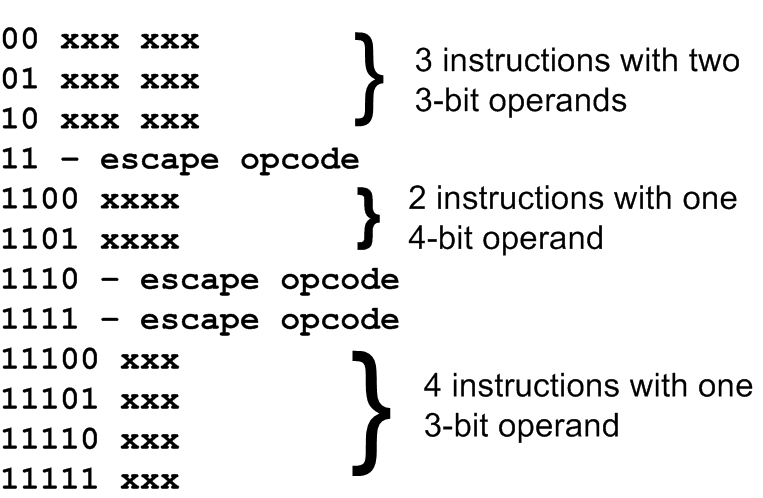 00 xxx xxx
01 xxx xxx
10 xxx xxx
3 instructions with two
3-bit operands
11 – escape opcode
1100 xxxx
1101 xxxx
2 instructions with one
4-bit operand
1110 – escape opcode
1111 – escape opcode
11100 xxx
11101 xxx
11110 xxx
11111 xxx
4 instructions with one
3-bit operand